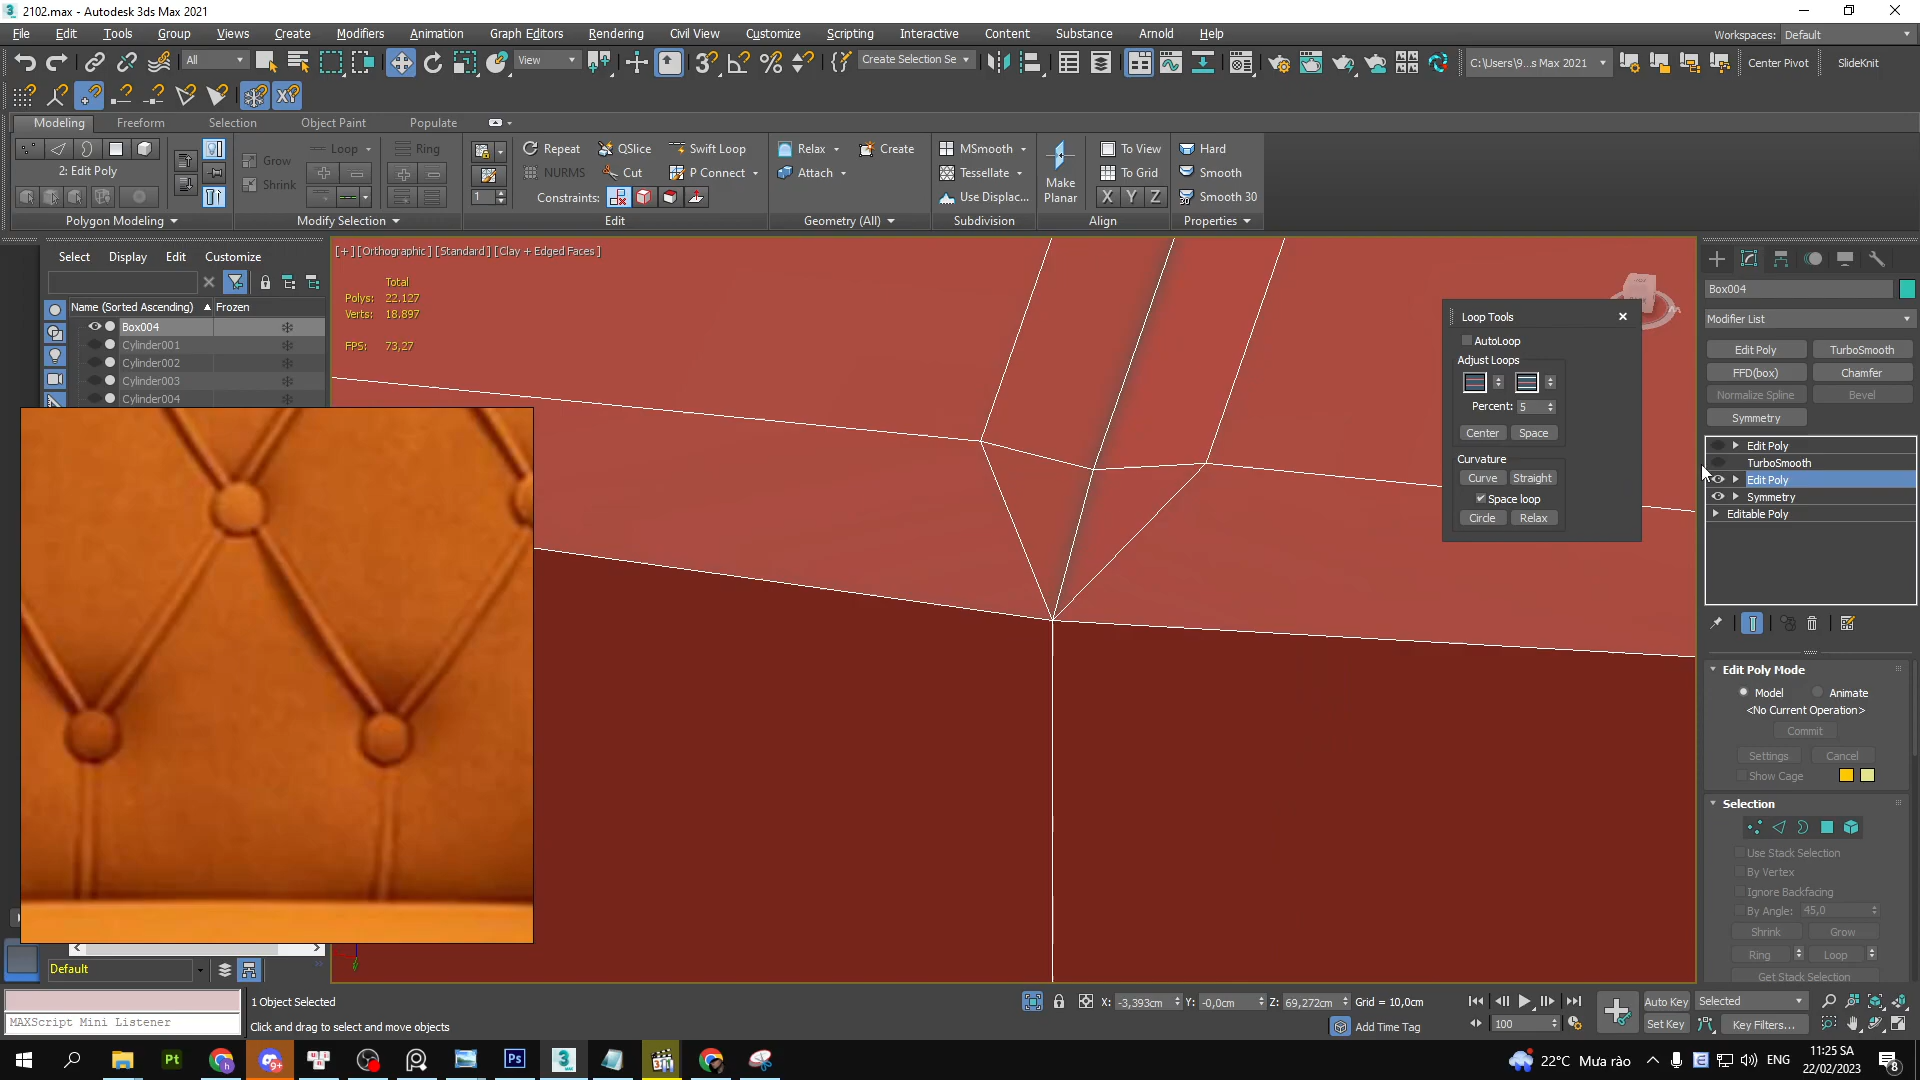 2102.max - Autodesk 3ds Max 2021
File Edit Tools Group Views Create Modifiers Animation Graph Editors Rendering Civil View Customize Scripting Interactive Content Substance Arnold Help
Workspaces: Default
All
View
Create Selection Se
C:\Users\9...s Max 2021
Center Pivot
SlideKnit
Modeling Freeform Selection Object Paint Populate
2: Edit Poly
Polygon Modeling
Grow
Shrink
Loop
Ring
Modify Selection
Repeat QSlice Swift Loop
NURMS Cut P Connect
1
Constraints:
Edit
Relax Create
Attach
Geometry (All)
MSmooth
Tessellate
Use Displac...
Subdivision
Make
Planar
To View
To Grid
X Y Z
Align
Hard
Smooth
Smooth 30
Properties
Select Display Edit Customize
Name (Sorted Ascending) Frozen
Box004
Cylinder001
Cylinder002
Cylinder003
Cylinder004
[+] [Orthographic] [Standard] [Clay + Edged Faces]
Total
Polys: 22.127
Verts: 18.897
FPS: 73,27
Loop Tools
AutoLoop
Adjust Loops
Percent: 5
Center Space
Curvature
Curve Straight
Space loop
Circle Relax
Box004
Modifier List
Edit Poly TurboSmooth
FFD(box) Chamfer
Normalize Spline Bevel
Symmetry
Edit Poly
TurboSmooth
Edit Poly
Symmetry
Editable Poly
Edit Poly Mode
Model Animate
<No Current Operation>
Commit
Settings Cancel
Show Cage
Selection
Use Stack Selection
By Vertex
Ignore Backfacing
By Angle: 45,0
Shrink Grow
Ring Loop
Get Stack Selection
Default
MAXScript Mini Listener
1 Object Selected
Click and drag to select and move objects
X: -3,393cm Y: -0,0cm Z: 69,272cm Grid = 10,0cm
Add Time Tag
100
Auto Key Selected
Set Key Key Filters...
22°C Mưa rào
ENG
11:25 SA
22/02/2023